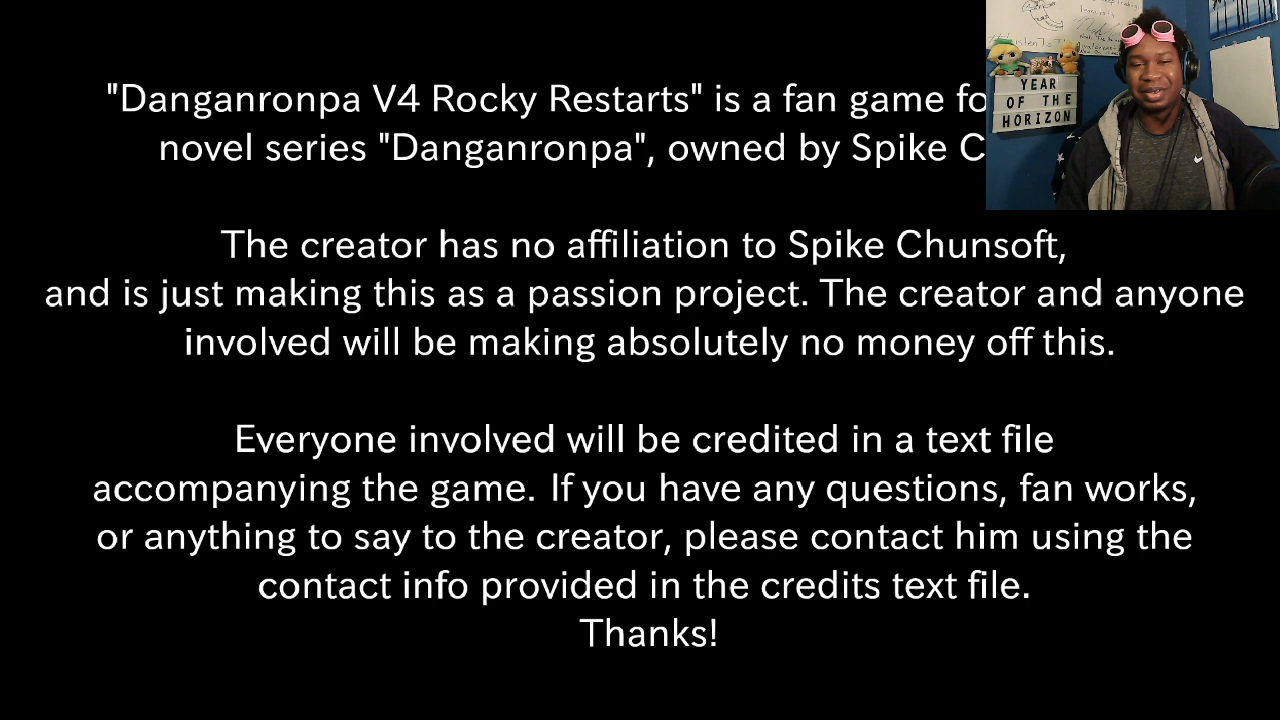 "Danganronpa V4 Rocky Restarts" is a fan game fo
novel series "Danganronpa", owned by Spike C
The creator has no affiliation to Spike Chunsoft,
and is just making this as a passion project. The creator and anyone
involved will be making absolutely no money off this.
Everyone involved will be credited in a text file
accompanying the game. If you have any questions, fan works,
or anything to say to the creator, please contact him using the
contact info provided in the credits text file.
Thanks!
YEAR
OF THE
HORIZON